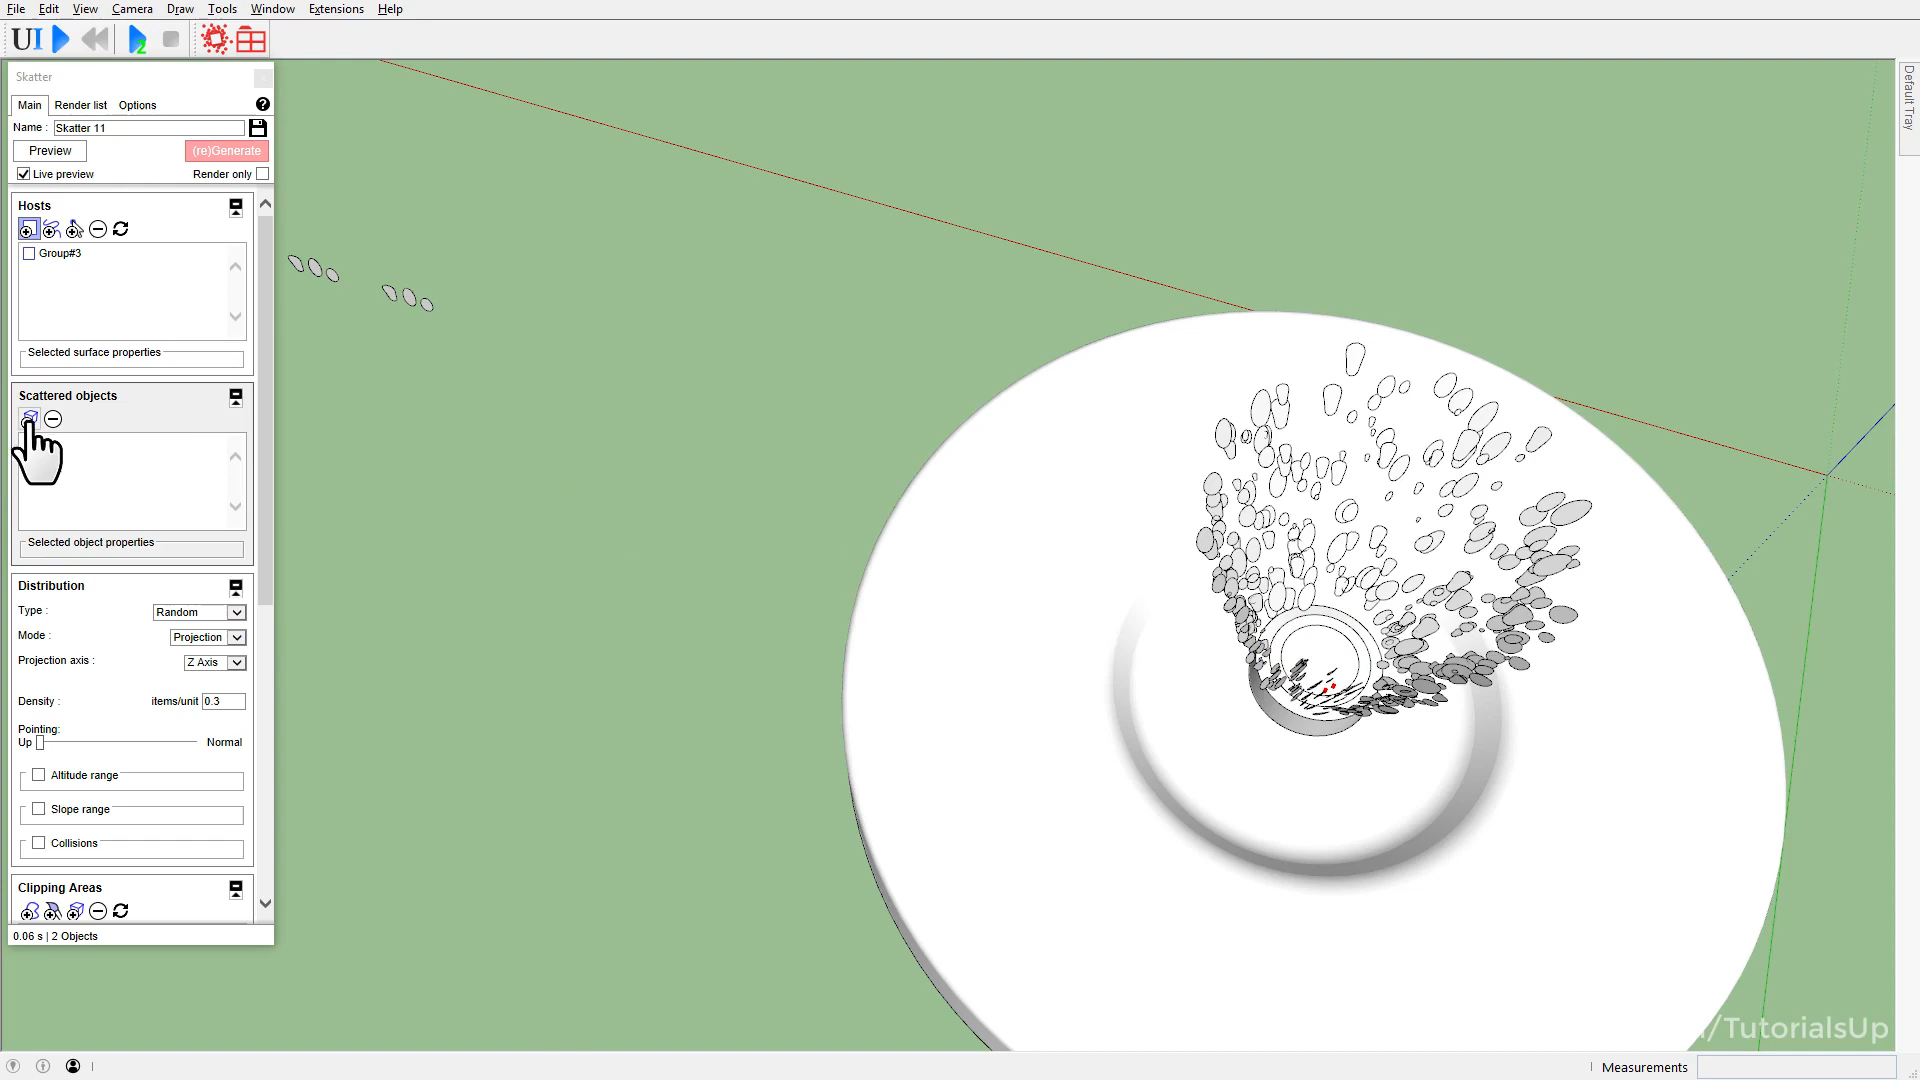 File Edit View Camera Draw Tools Window Extensions Help
UI
2
Skatter
Main Render list Options
Name : Skatter 11
Preview (re)Generate
Live preview Render only
Hosts
Group#3
Selected surface properties
Scattered objects
Selected object properties
Distribution
Type : Random
Mode : Projection
Projection axis : Z Axis
Density : items/unit 0.3
Pointing:
Up Normal
Altitude range
Slope range
Collisions
Clipping Areas
0.06 s | 2 Objects
Default Tray
/TutorialsUp
Measurements